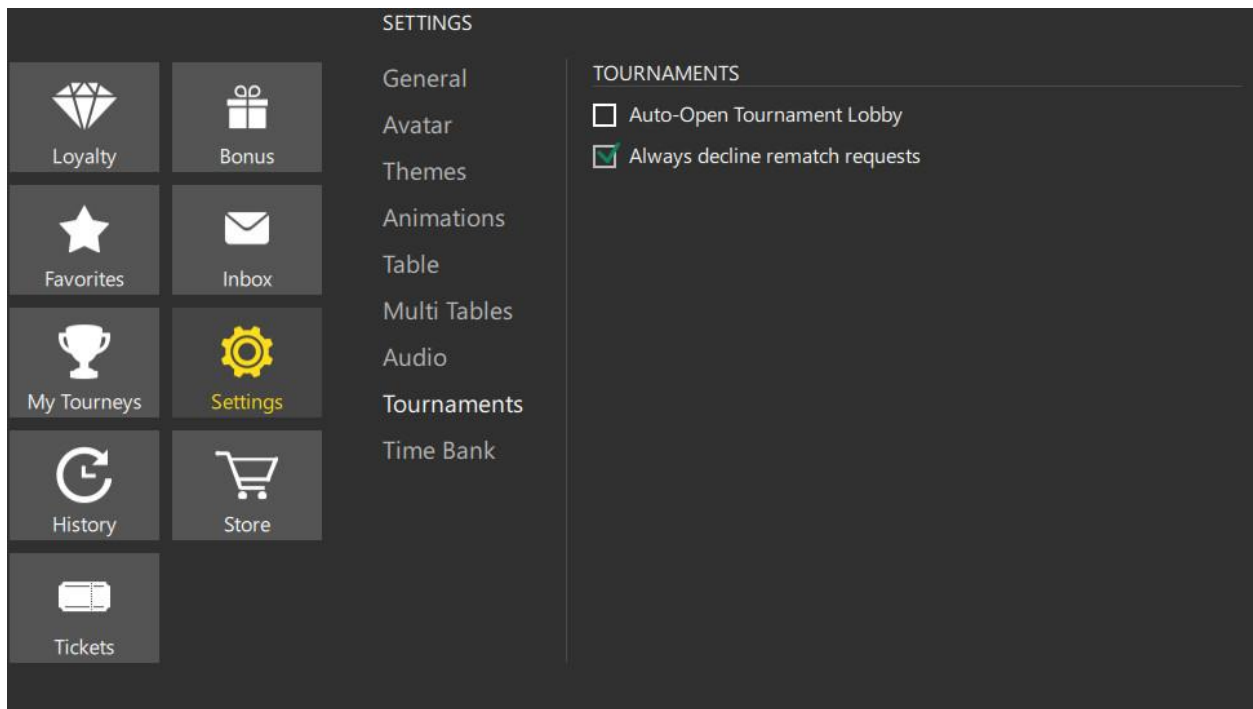 SETTINGS
Loyalty
Bonus
Favorites
Inbox
My Tourneys
Settings
History
Store
Tickets
General
Avatar
Themes
Animations
Table
Multi Tables
Audio
Tournaments
Time Bank
TOURNAMENTS
Auto-Open Tournament Lobby
Always decline rematch requests